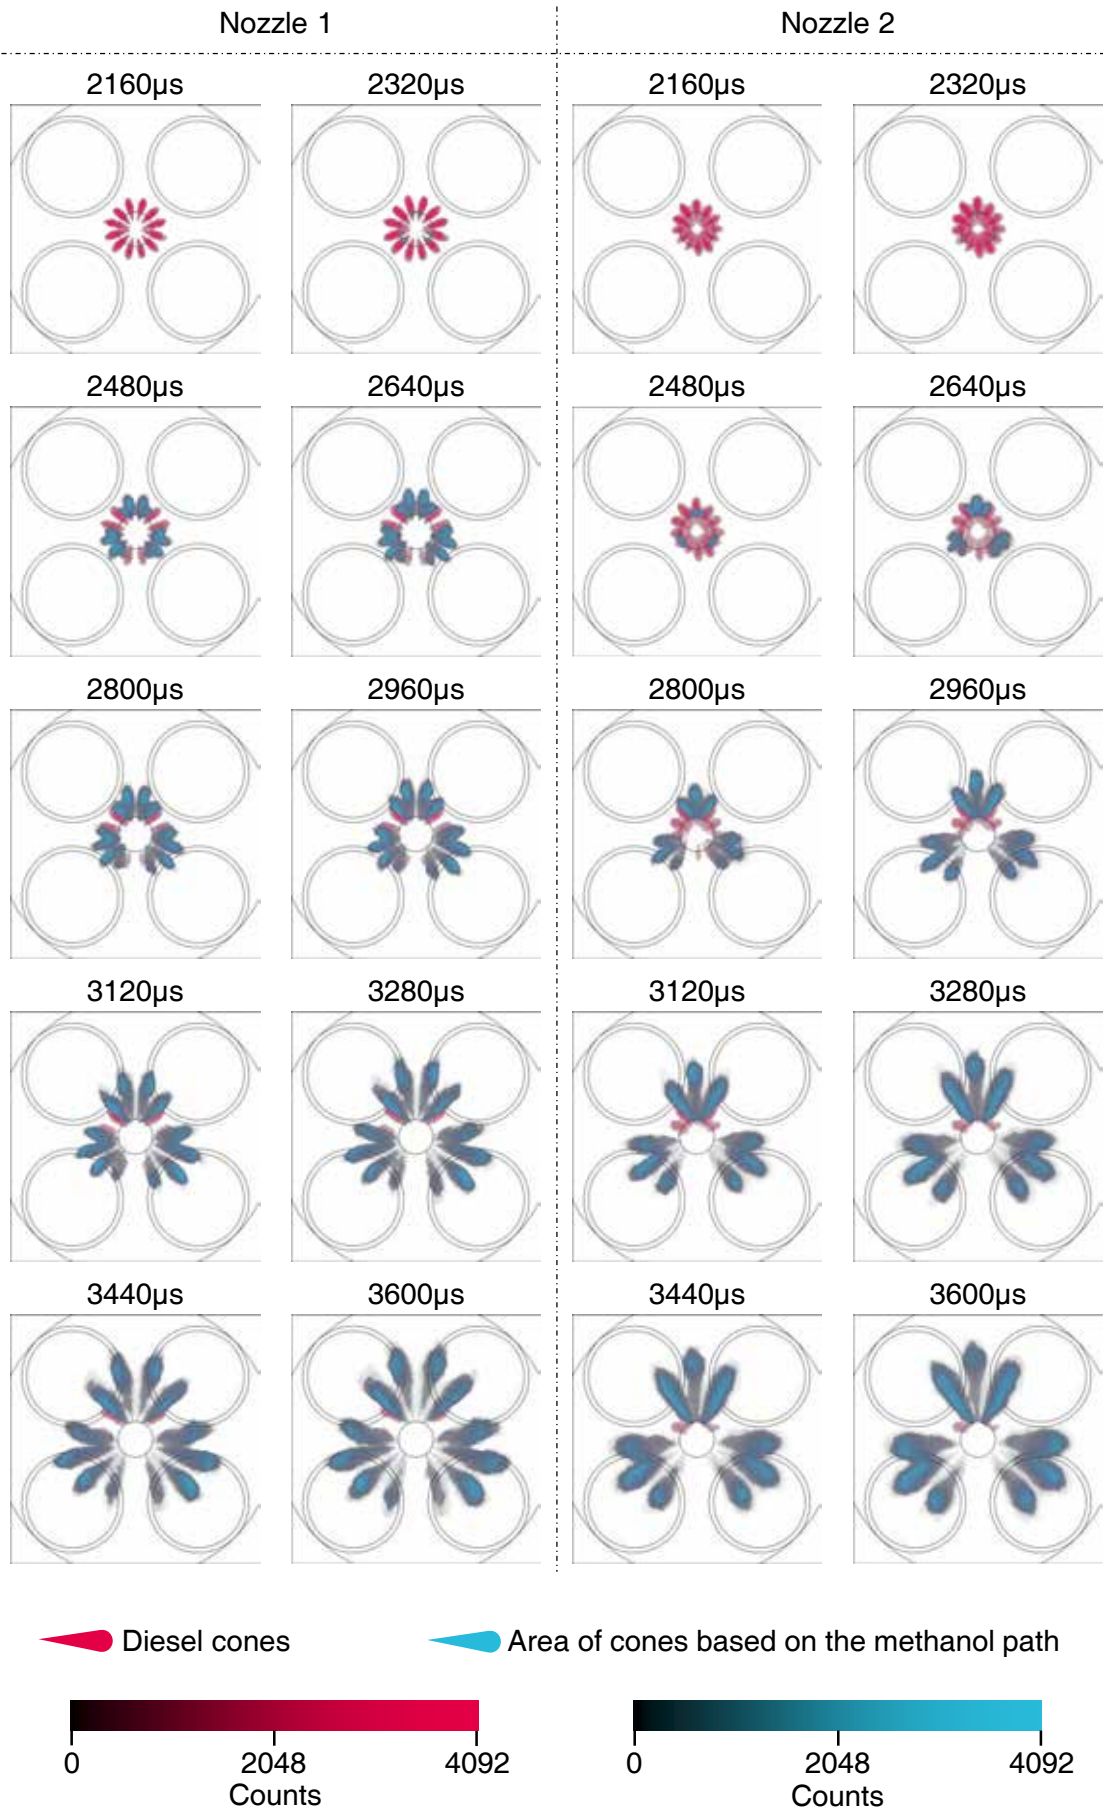 Nozzle 1 Nozzle 2
2160µs 2320µs 2160µs 2320µs
2480µs 2640µs 2480µs 2640µs
2800µs 2960µs 2800µs 2960µs
3120µs 3280µs 3120µs 3280µs
3440µs 3600µs 3440µs 3600µs
Diesel cones Area of cones based on the methanol path
0 2048 4092 0 2048 4092
Counts Counts